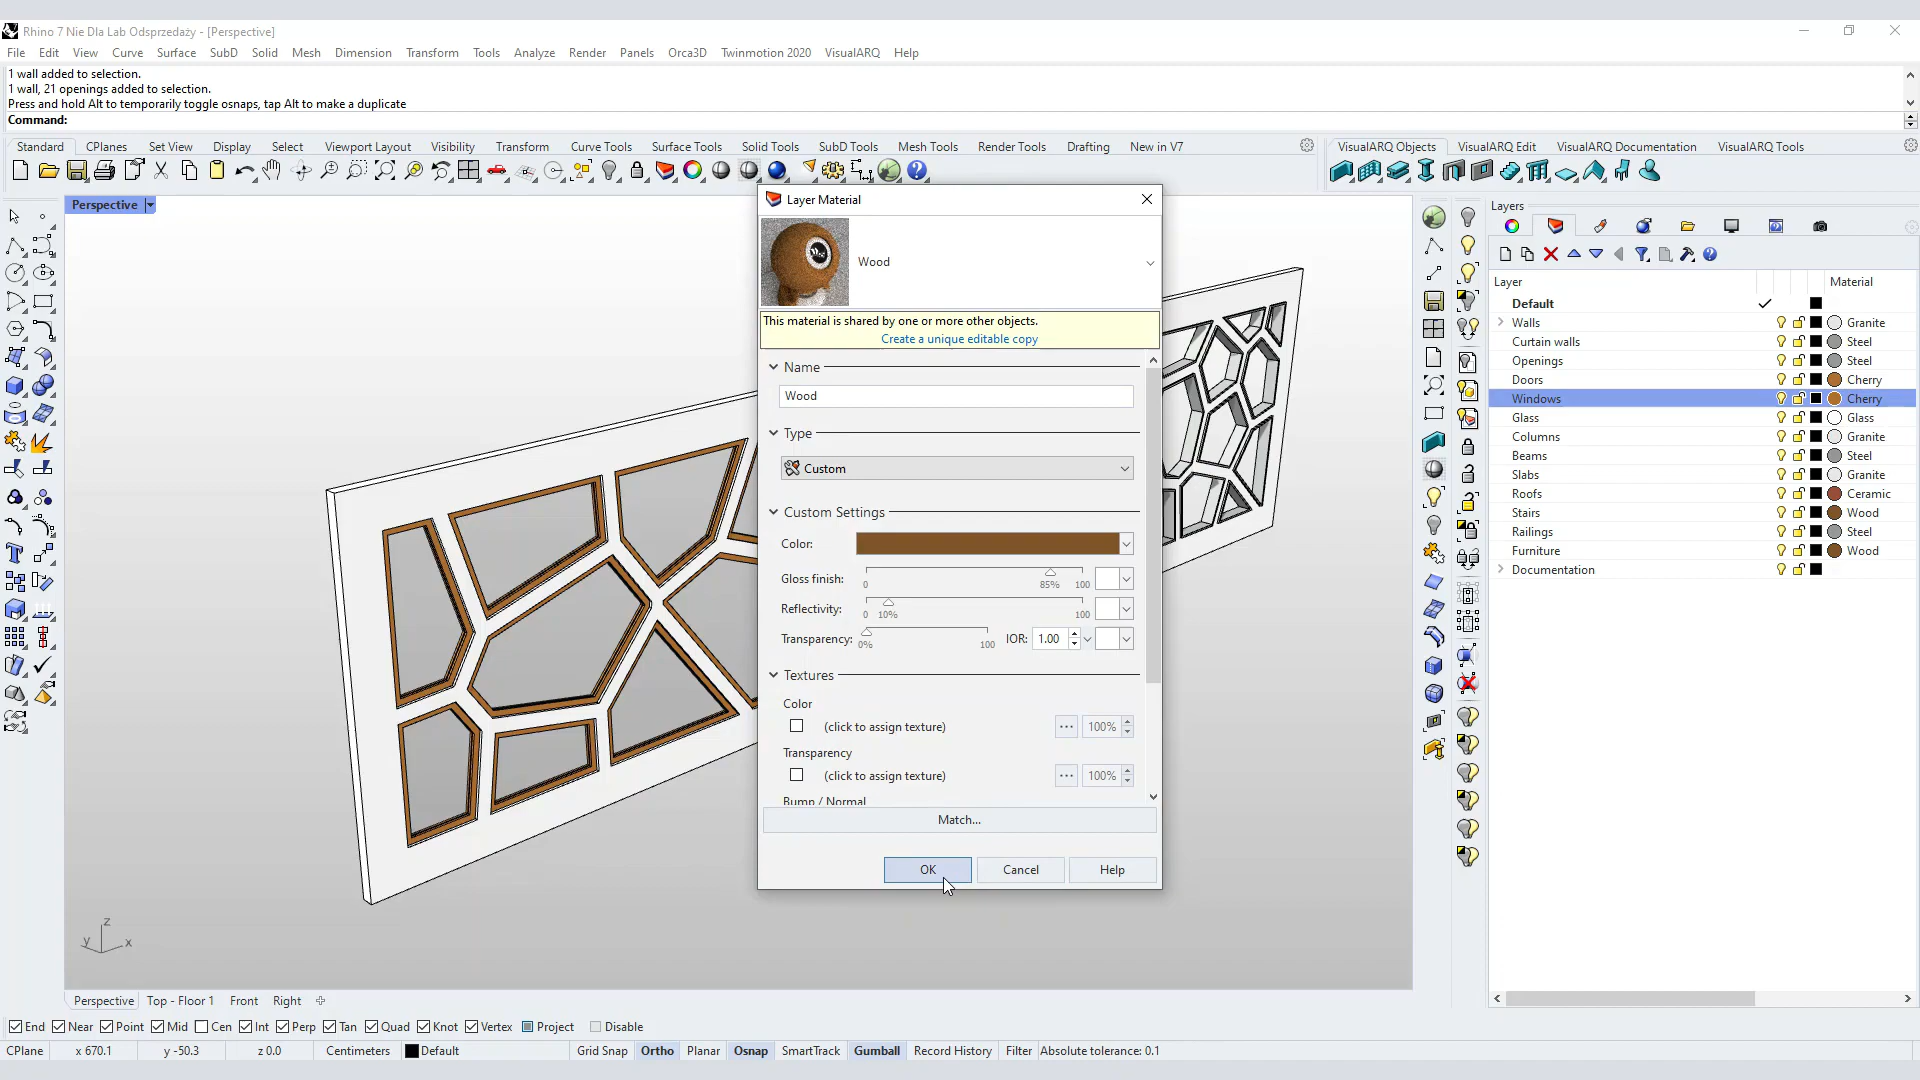 Rhino 7 Nie Dla Lab Odsprzedaży - [Perspective]
File Edit View Curve Surface SubD Solid Mesh Dimension Transform Tools Analyze Render Panels Orca3D Twinmotion 2020 VisualARQ Help
1 wall added to selection.
1 wall, 21 openings added to selection.
Press and hold Alt to temporarily toggle osnaps, tap Alt to make a duplicate
Command:
Standard CPlanes Set View Display Select Viewport Layout Visibility Transform Curve Tools Surface Tools Solid Tools SubD Tools Mesh Tools Render Tools Drafting New in V7
VisualARQ Objects VisualARQ Edit VisualARQ Documentation VisualARQ Tools
Perspective
Layer Material
Wood
This material is shared by one or more other objects.
Create a unique editable copy
Name
Wood
Type
Custom
Custom Settings
Color:
Gloss finish:
0 85% 100
Reflectivity:
0 10% 100
Transparency:
0% 100
IOR: 1.00
Textures
Color
(click to assign texture) ... 100%
Transparency
(click to assign texture) ... 100%
Bump / Normal
Match...
OK Cancel Help
Layers
Layer Material
Default
Walls Granite
Curtain walls Steel
Openings Steel
Doors Cherry
Windows Cherry
Glass Glass
Columns Granite
Beams Steel
Slabs Granite
Roofs Ceramic
Stairs Wood
Railings Steel
Furniture Wood
Documentation
z
y x
Perspective Top - Floor 1 Front Right
End Near Point Mid Cen Int Perp Tan Quad Knot Vertex Project Disable
CPlane x 670.1 y -50.3 z 0.0 Centimeters Default Grid Snap Ortho Planar Osnap SmartTrack Gumball Record History Filter Absolute tolerance: 0.1